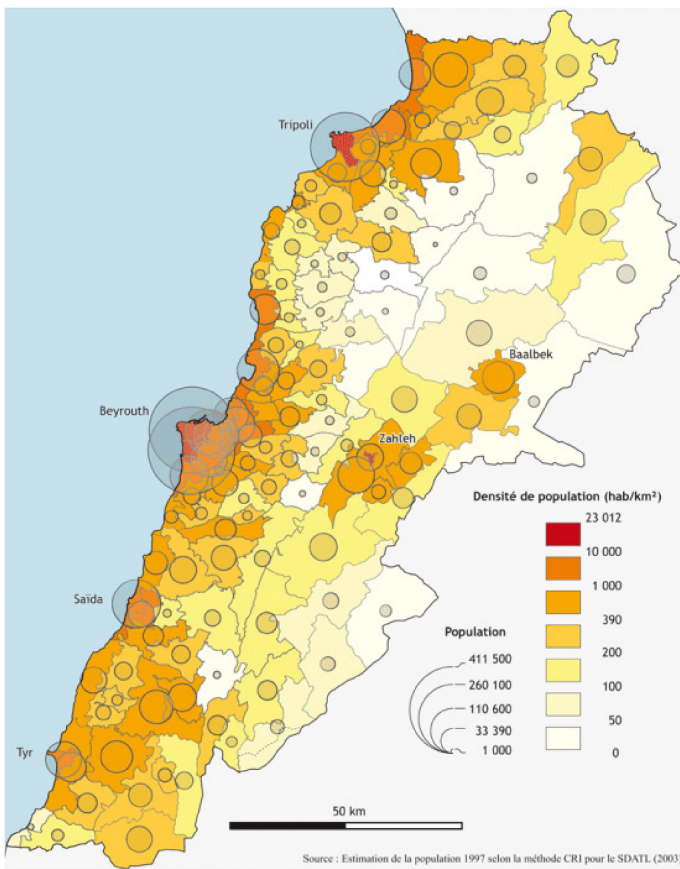 Tripoli
Baalbek
Beyrouth
Zahleh
Densité de population (hab/km²)
23 012
10 000
1 000
390
200
100
50
0
Saïda
Population
411 500
260 100
110 600
33 390
1 000
Tyr
50 km
Source : Estimation de la population 1997 selon la méthode CRI pour le SDATL (2003)